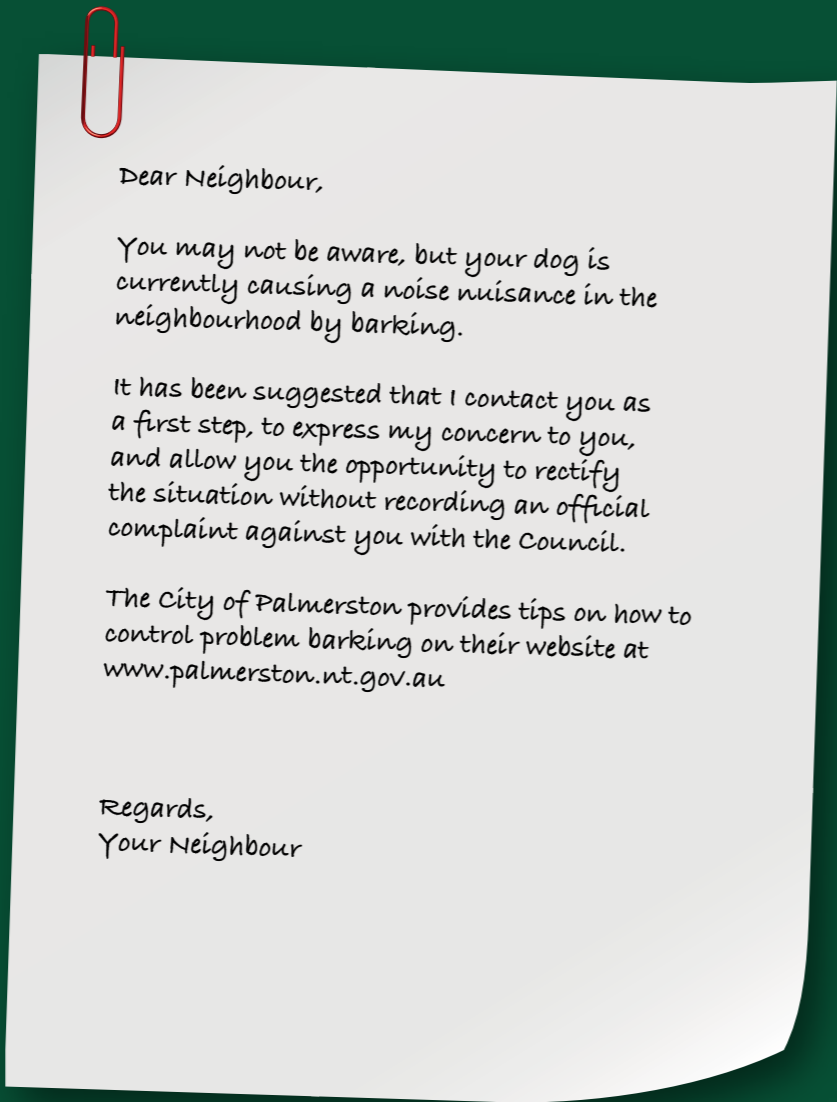 Dear Neighbour,
You may not be aware, but your dog is
currently causing a noise nuisance in the
neighbourhood by barking.
It has been suggested that I contact you as
a first step, to express my concern to you,
and allow you the opportunity to rectify
the situation without recording an official
complaint against you with the Council.
The City of Palmerston provides tips on how to
control problem barking on their website at
www.palmerston.nt.gov.au
Regards,
Your Neighbour